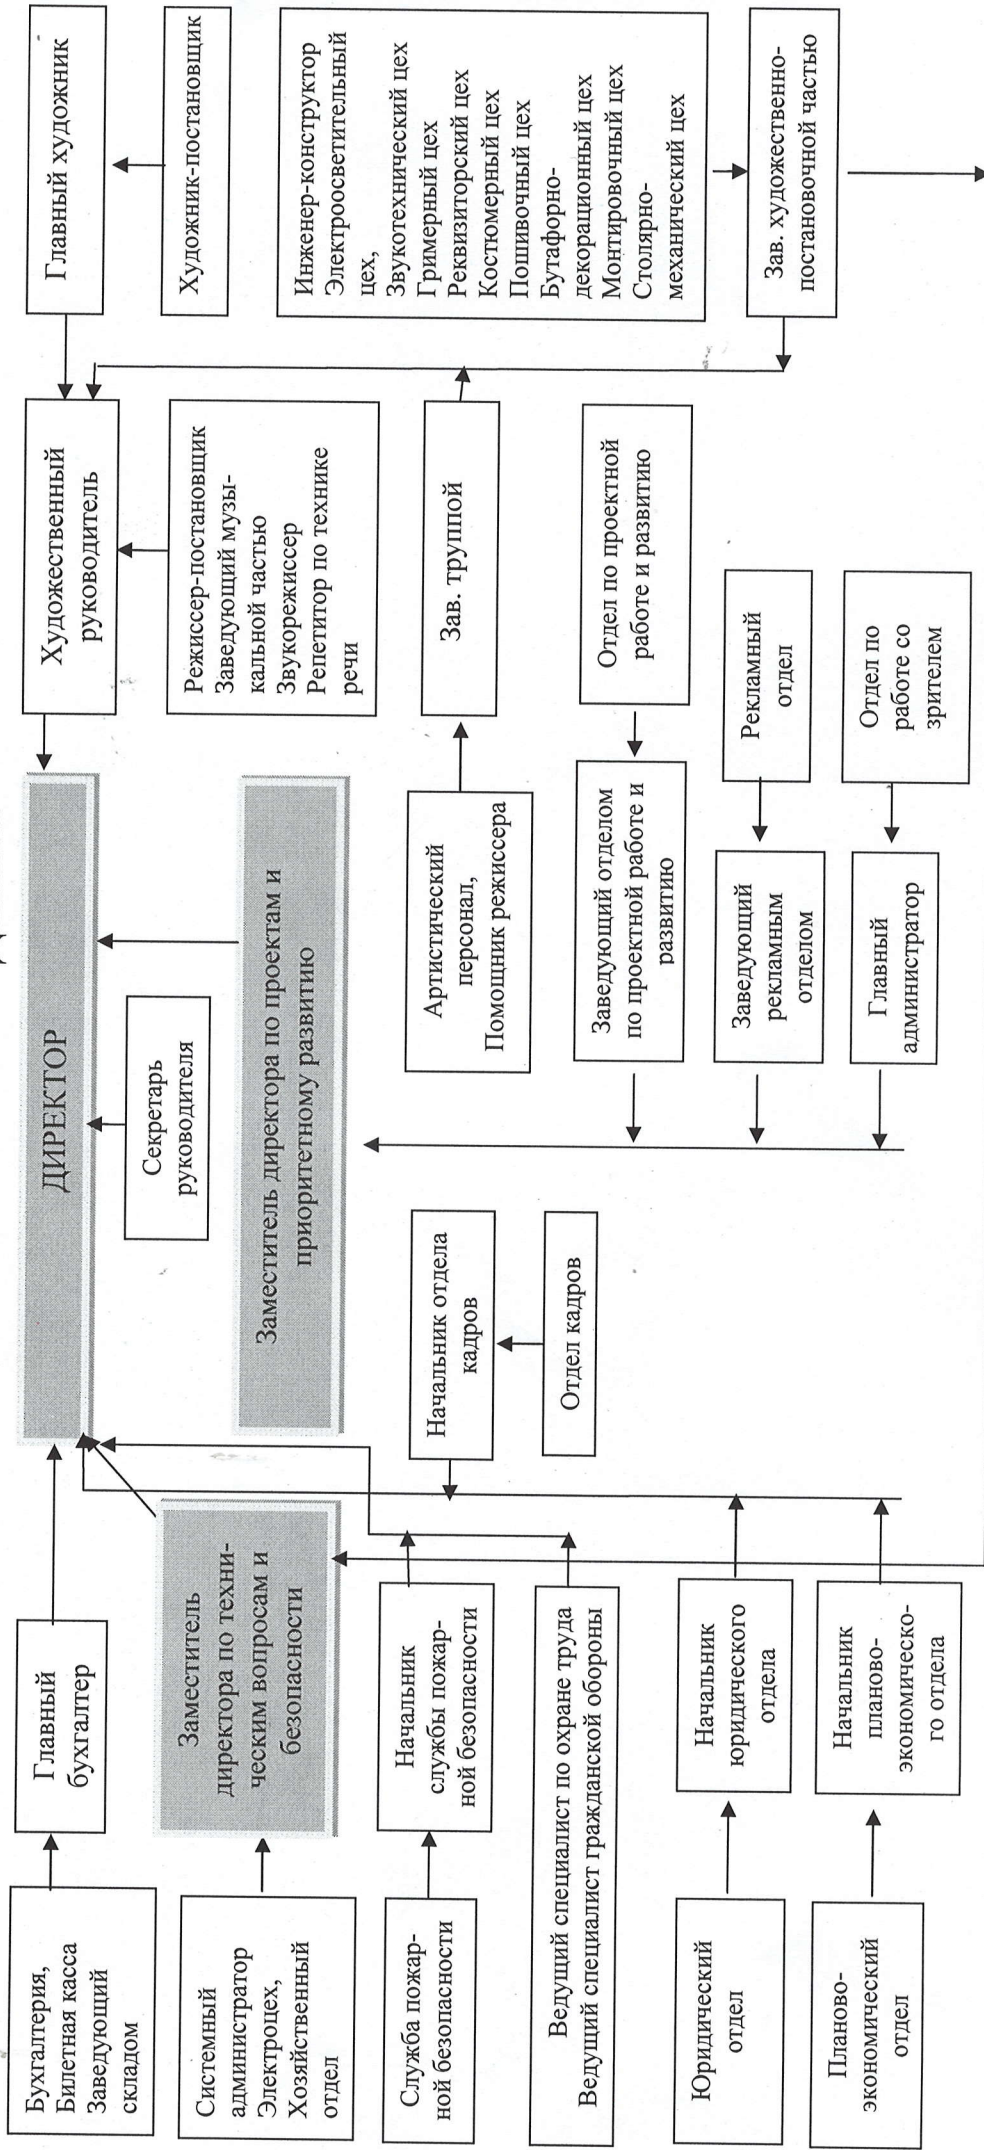 ДИРЕКТОР
Секретарь
руководителя
Заместитель директора по проектам и
приоритетному развитию
Бухгалтерия,
Билетная касса
Заведующий
складом
Главный
бухгалтер
Системный
администратор
Электроцех,
Хозяйственный
отдел
Заместитель
директора по техни-
ческим вопросам и
безопасности
Служба пожар-
ной безопасности
Начальник
службы пожар-
ной безопасности
Ведущий специалист по охране труда
Ведущий специалист гражданской обороны
Юридический
отдел
Начальник
юридического
отдела
Планово-
экономический
отдел
Начальник
планово-
экономическо-
го отдела
Начальник отдела
кадров
Отдел кадров
Художественный
руководитель
Главный художник
Художник-постановщик
Режиссер-постановщик
Заведующий музы-
кальной частью
Звукорежиссер
Репетитор по технике
речи
Артистический
персонал,
Помощник режиссера
Зав. труппой
Заведующий отделом
по проектной работе и
развитию
Отдел по проектной
работе и развитию
Заведующий
рекламным
отделом
Рекламный
отдел
Главный
администратор
Отдел по
работе со
зрителем
Инженер-конструктор
Электроосветительный
цех,
Звукотехнический цех
Гримерный цех
Реквизиторский цех
Костюмерный цех
Пошивочный цех
Бутафорно-
декорационный цех
Монтировочный цех
Столярно-
механический цех
Зав. художественно-
постановочной частью